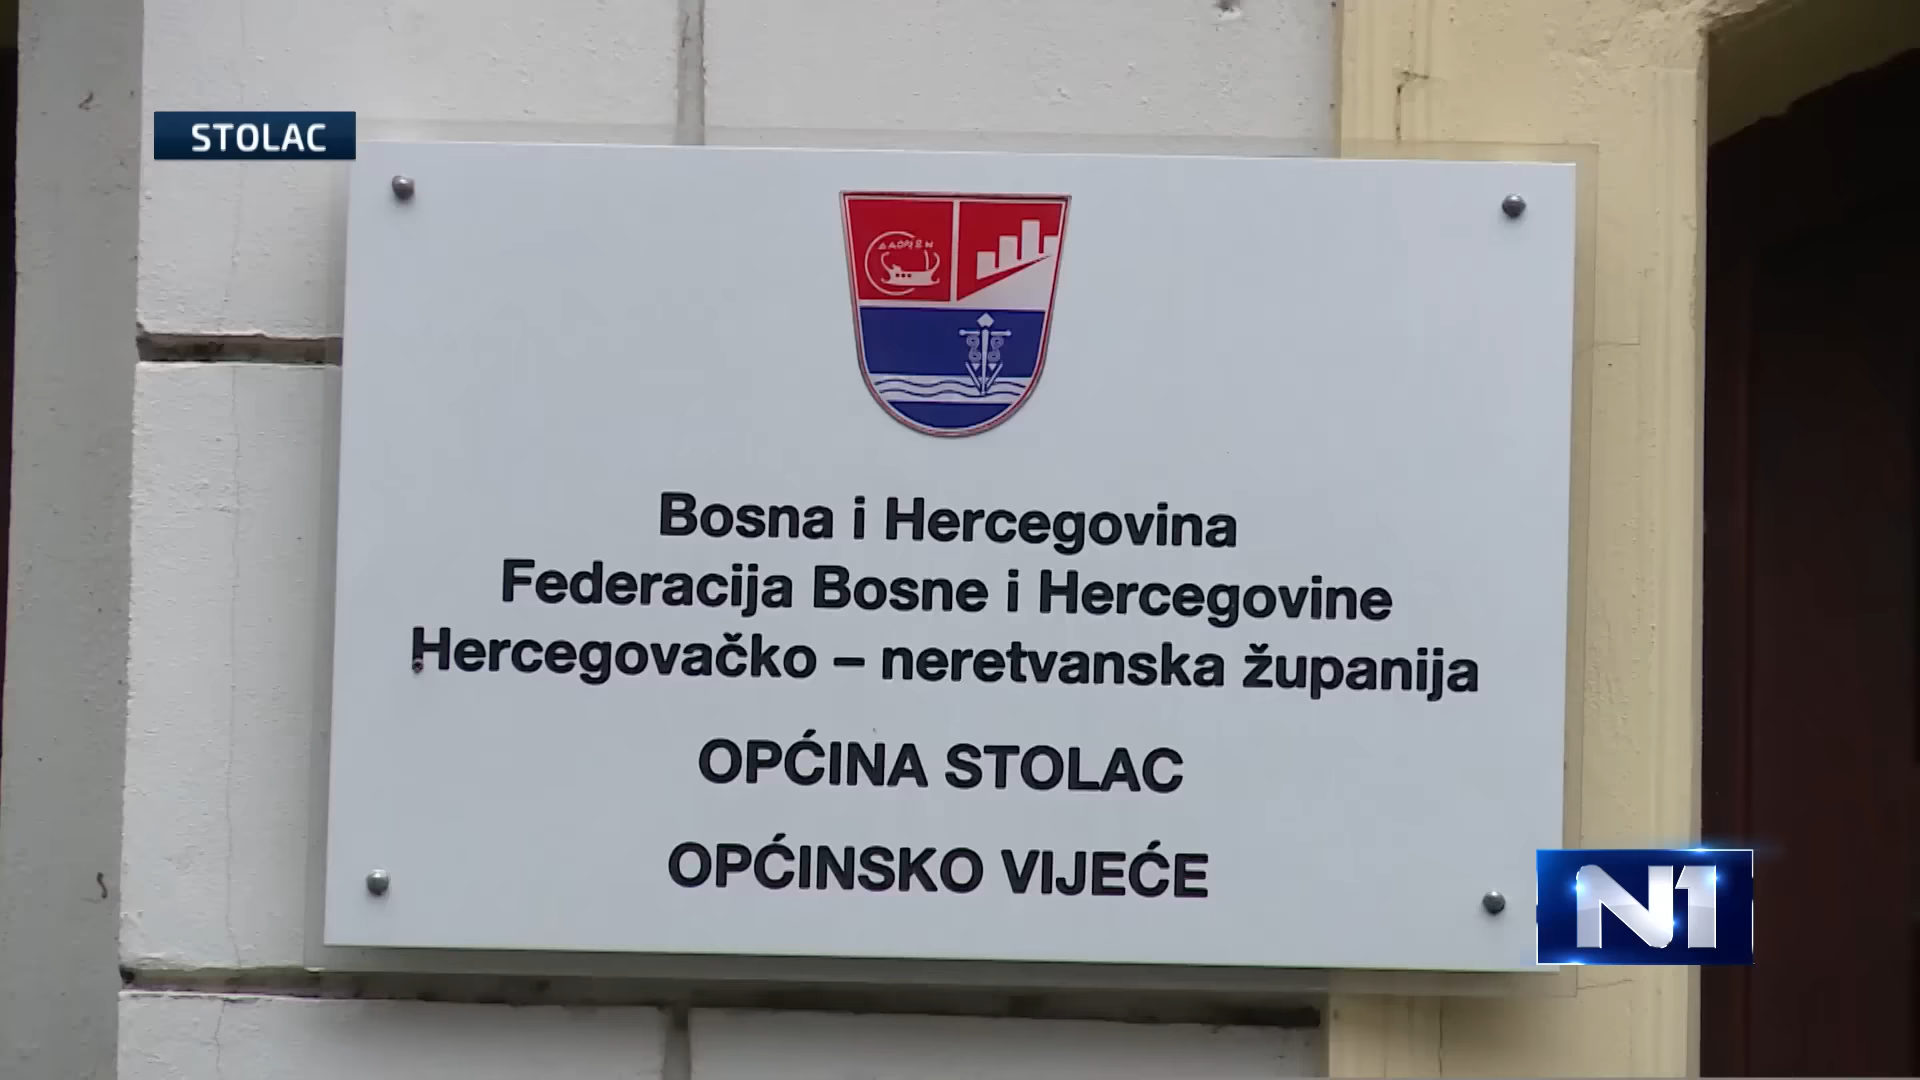 STOLAC
Bosna i Hercegovina
Federacija Bosne i Hercegovine
Hercegovačko – neretvanska županija
OPĆINA STOLAC
OPĆINSKO VIJEĆE
N1